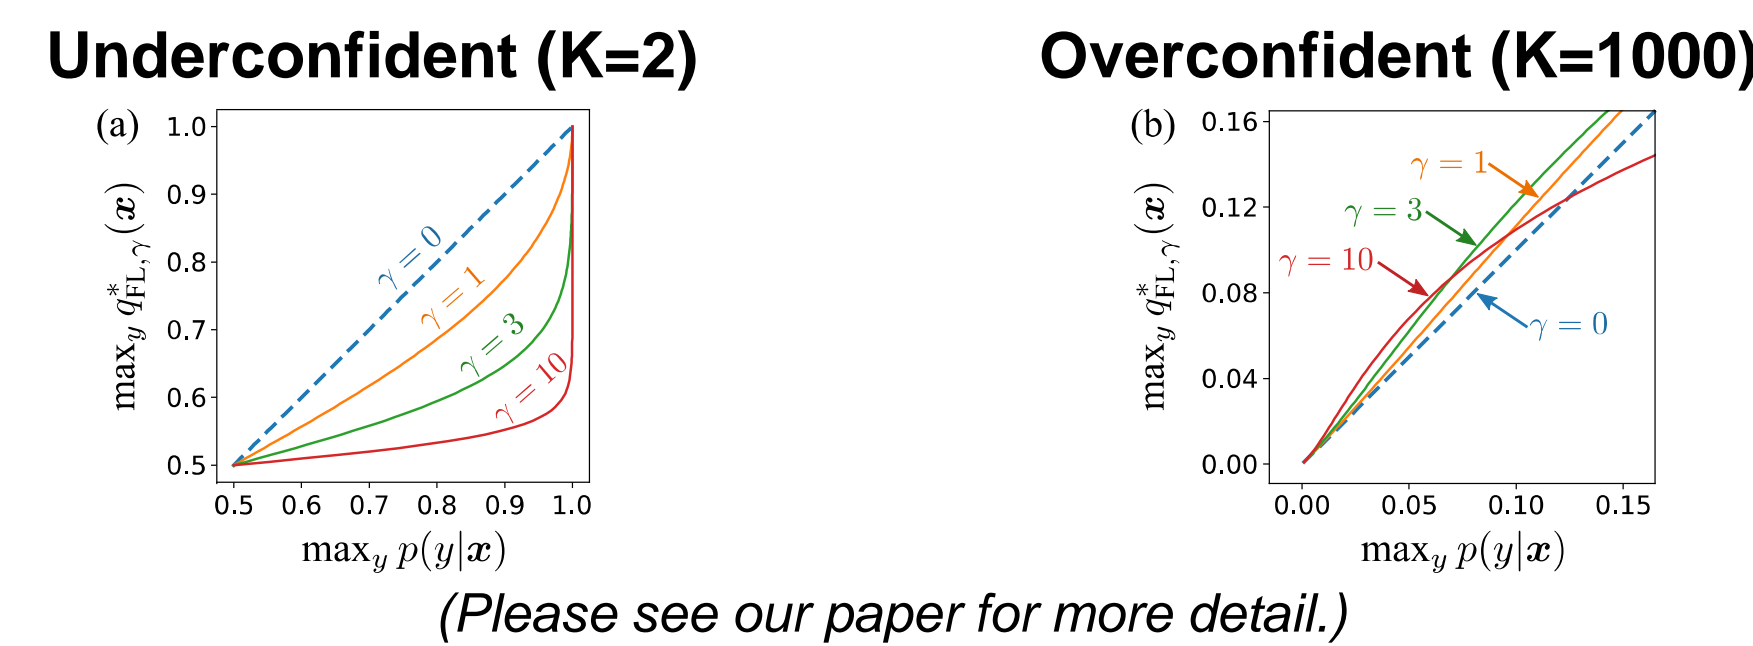 Underconfident (K=2)
(a)
1.0
0.9
0.8
0.7
0.6
0.5
0.5 0.6 0.7 0.8 0.9 1.0
max_y q*_FL,γ(x)
γ = 0
γ = 1
γ = 3
γ = 10
max_y p(y|x)
Overconfident (K=1000)
(b)
0.16
0.12
0.08
0.04
0.00
0.00 0.05 0.10 0.15
max_y q*_FL,γ(x)
γ = 1
γ = 3
γ = 10
γ = 0
max_y p(y|x)
(Please see our paper for more detail.)